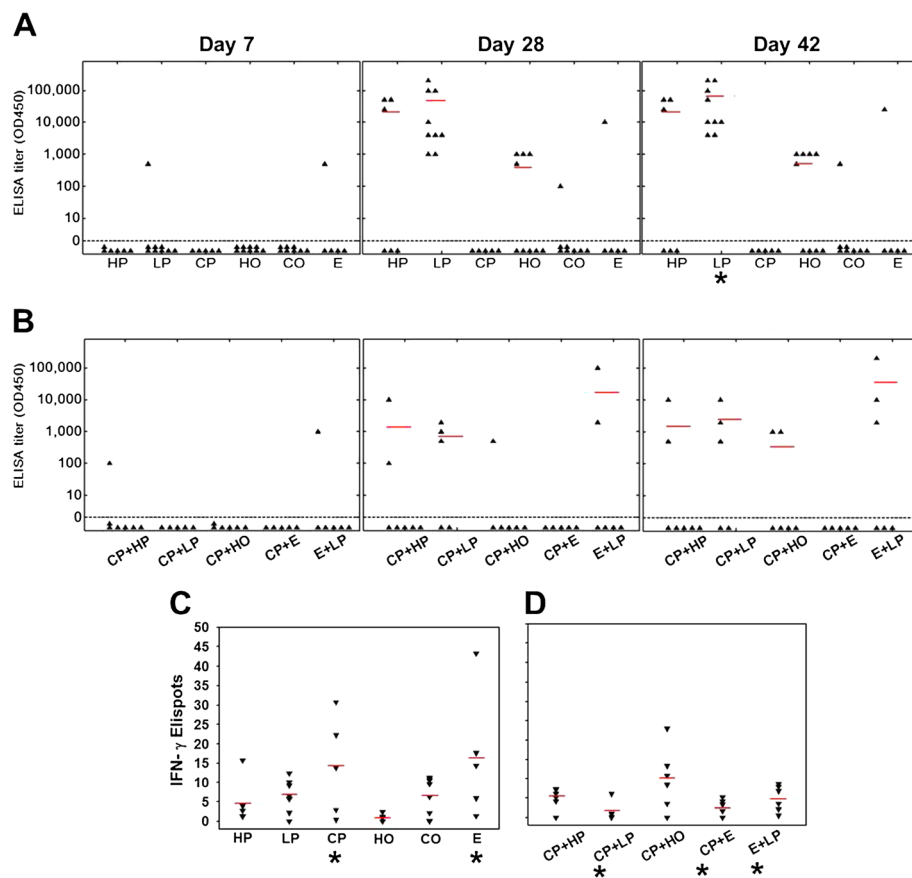 A
Day 7 Day 28 Day 42
ELISA titer (OD450)
100,000
10,000
1,000
100
10
0
HP LP CP HO CO E HP LP CP HO CO E HP LP CP HO CO E
*
B
ELISA titer (OD450)
100,000
10,000
1,000
100
10
0
CP+HP CP+LP CP+HO CP+E E+LP CP+HP CP+LP CP+HO CP+E E+LP CP+HP CP+LP CP+HO CP+E E+LP
C D
IFN- γ Elispots
50
45
40
35
30
25
20
15
10
5
0
HP LP CP HO CO E
* *
CP+HP CP+LP CP+HO CP+E E+LP
* * *